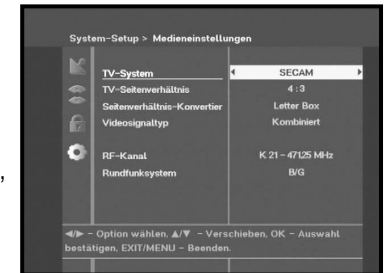 System-Setup > Medieneinstellungen
TV-System SECAM
TV-Seitenverhältnis 4:3
Seitenverhältnis-Konvertier Letter Box
Videosignaltyp Kombiniert
RF-Kanal K 21 - 471,25 MHz
Rundfunksystem B/G
◄/► - Option wählen, ▲/▼ - Verschieben, OK - Auswahl
bestätigen, EXIT/MENU - Beenden.
,